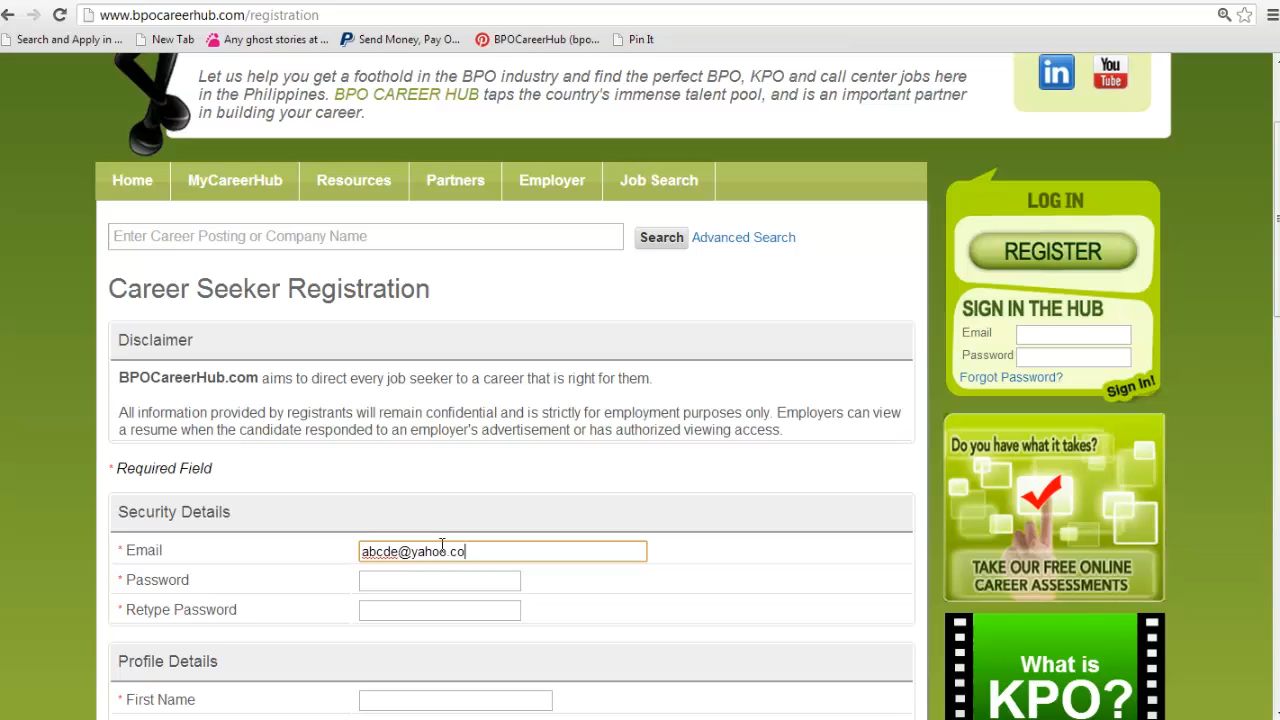 www.bpocareerhub.com/registration
Search and Apply in ...
New Tab
Any ghost stories at ...
Send Money, Pay O...
BPOCareerHub (bpo...
Pin It
Let us help you get a foothod in the BPO industry and find the perfect BPO, KPO and call center jobs here
in the Philippines. BPO CAREER HUB taps the country's immense talent pool, and is an important partner
in building your career.
in
You
Tube
Home
MyCareerHub
Resources
Partners
Employer
Job Search
Enter Career Posting or Company Name
Search
Advanced Search
Career Seeker Registration
Disclaimer
BPOCareerHub.com aims to direct every job seeker to a career that is right for them.
All information provided by registrants will remain confidential and is strictly for employment purposes only. Employers can view
a resume when the candidate responded to an employer's advertisement or has authorized viewing access.
* Required Field
Security Details
* Email
abcde@yahoo.co
* Password
* Retype Password
Profile Details
* First Name
LOG IN
REGISTER
SIGN IN THE HUB
Email
Password
Forgot Password?
Sign In!
Do you have what it takes?
TAKE OUR FREE ONLINE
CAREER ASSESSMENTS
What is
KPO?